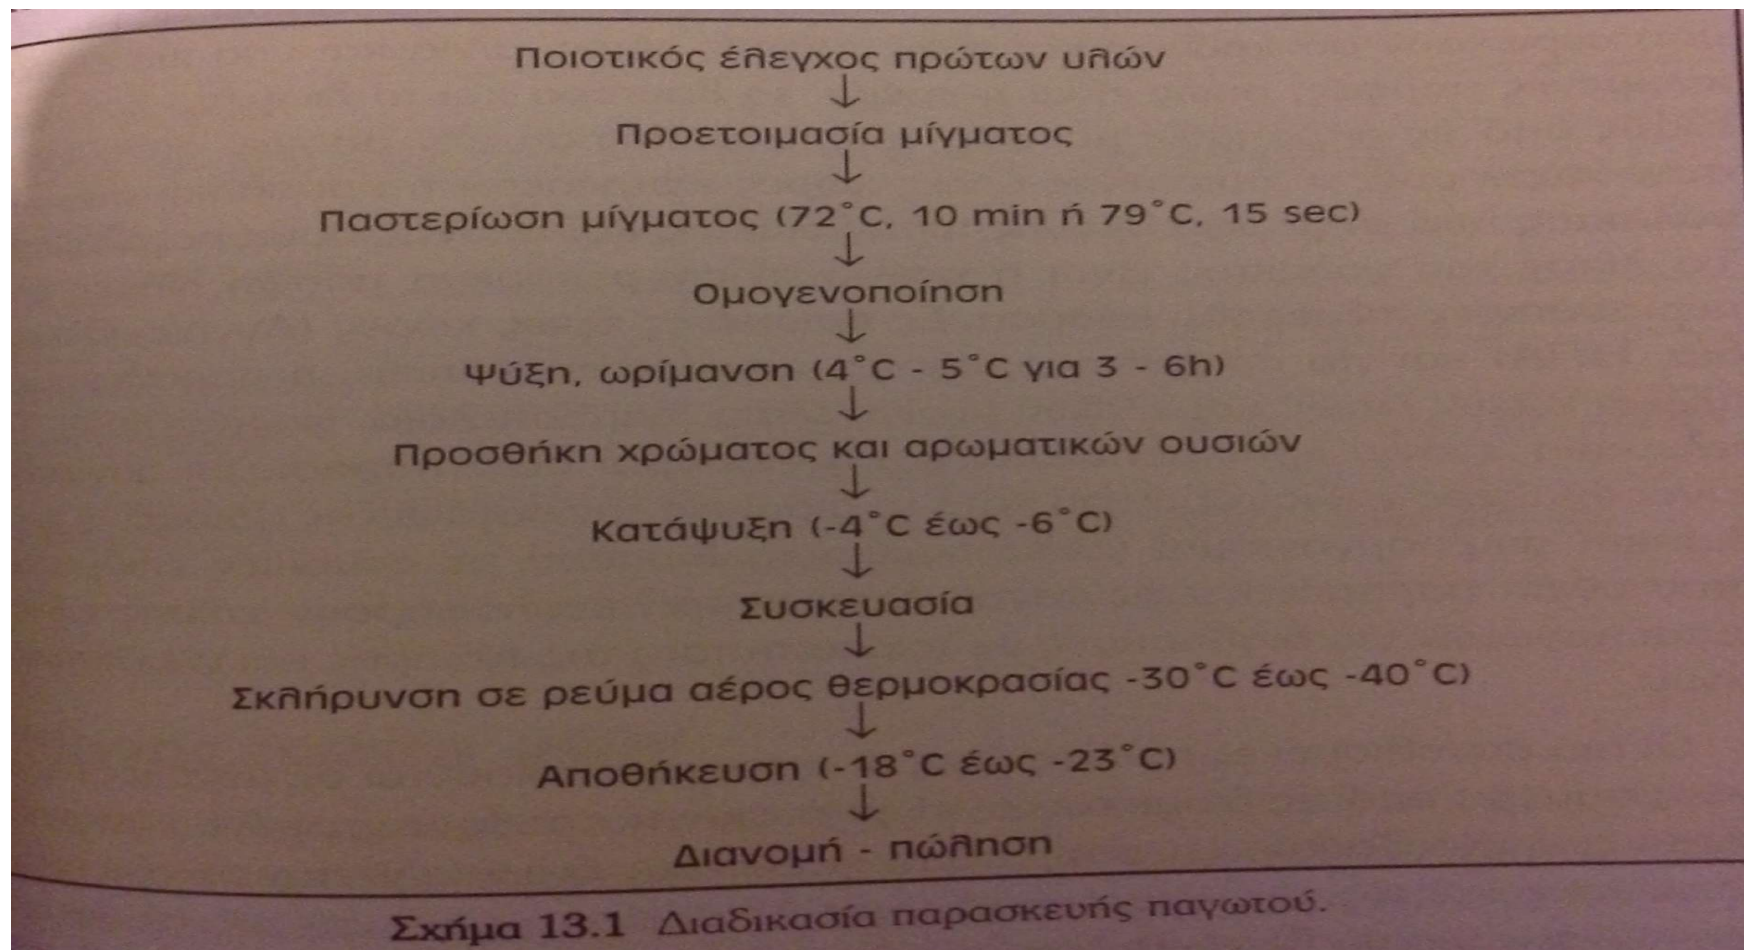 Ποιοτικός έλεγχος πρώτων υλών
↓
Προετοιμασία μίγματος
↓
Παστερίωση μίγματος (72°C, 10 min ή 79°C, 15 sec)
↓
Ομογενοποίηση
↓
Ψύξη, ωρίμανση (4°C - 5°C για 3 - 6h)
↓
Προσθήκη χρώματος και αρωματικών ουσιών
↓
Κατάψυξη (-4°C έως -6°C)
↓
Συσκευασία
↓
Σκλήρυνση σε ρεύμα αέρος θερμοκρασίας -30°C έως -40°C)
↓
Αποθήκευση (-18°C έως -23°C)
↓
Διανομή - πώληση
Σχήμα 13.1 Διαδικασία παρασκευής παγωτού.